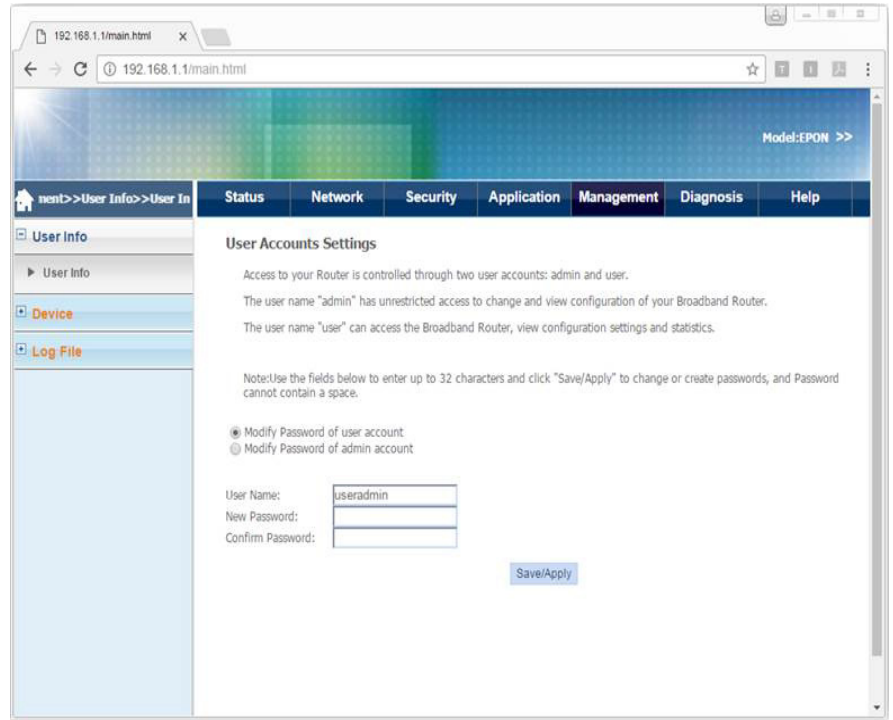 192.168.1.1/main.html
192.168.1.1/main.html
Model:EPON >>
nent>>User Info>>User In
Status Network Security Application Management Diagnosis Help
User Info
User Info
Device
Log File
User Accounts Settings
Access to your Router is controlled through two user accounts: admin and user.
The user name "admin" has unrestricted access to change and view configuration of your Broadband Router.
The user name "user" can access the Broadband Router, view configuration settings and statistics.
Note:Use the fields below to enter up to 32 characters and click "Save/Apply" to change or create passwords, and Password
cannot contain a space.
Modify Password of user account
Modify Password of admin account
User Name: useradmin
New Password:
Confirm Password:
Save/Apply